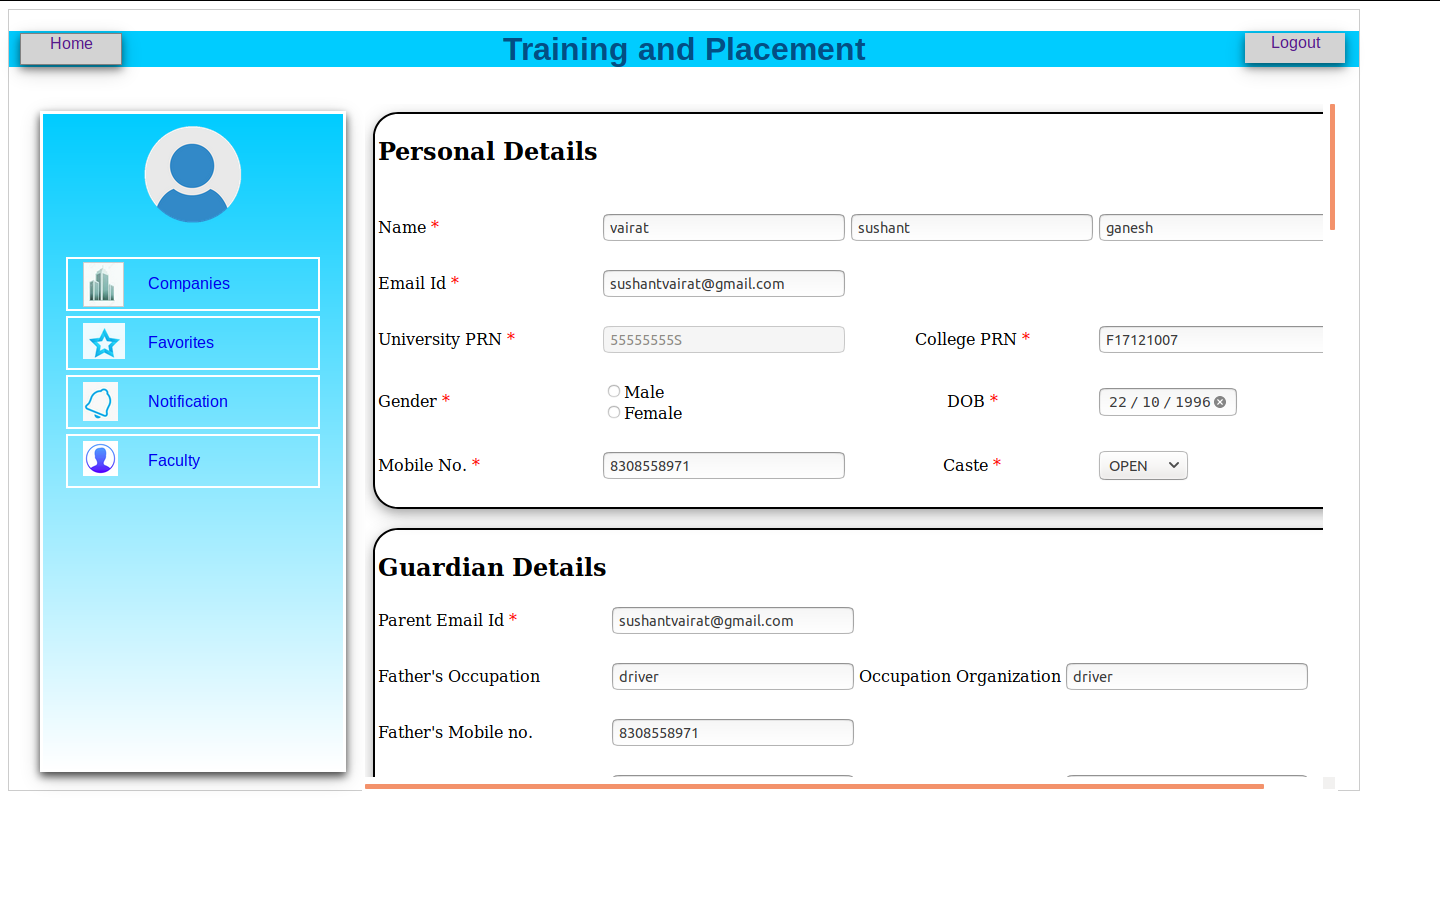 Home
Training and Placement
Logout
Companies
Favorites
Notification
Faculty
Personal Details
Name * vairat sushant ganesh
Email Id * sushantvairat@gmail.com
University PRN * 55555555S College PRN * F17121007
Gender * Male
Female
DOB * 22 / 10 / 1996
Mobile No. * 8308558971 Caste * OPEN
Guardian Details
Parent Email Id * sushantvairat@gmail.com
Father's Occupation driver Occupation Organization driver
Father's Mobile no. 8308558971